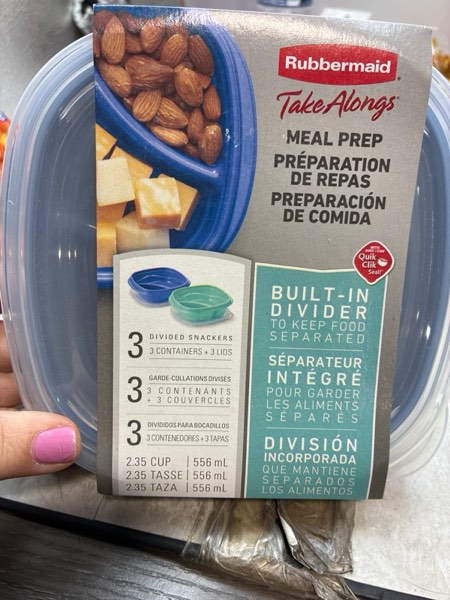 Rubbermaid
TakeAlongs
MEAL PREP
PRÉPARATION
DE REPAS
PREPARACIÓN
DE COMIDA
Quik
Clik
Seal!
3 DIVIDED SNACKERS
3 CONTAINERS + 3 LIDS
3 GARDE-COLLATIONS DIVISÉS
3 CONTENANTS
+ 3 COUVERCLES
3 DIVIDIDOS PARA BOCADILLOS
3 CONTENEDORES + 3 TAPAS
2.35 CUP | 556 mL
2.35 TASSE | 556 mL
2.35 TAZA | 556 mL
BUILT-IN
DIVIDER
TO KEEP FOOD
SEPARATED
SÉPARATEUR
INTÉGRÉ
POUR GARDER
LES ALIMENTS
SÉPARÉS
DIVISIÓN
INCORPORADA
QUE MANTIENE
SEPARADOS
LOS ALIMENTOS